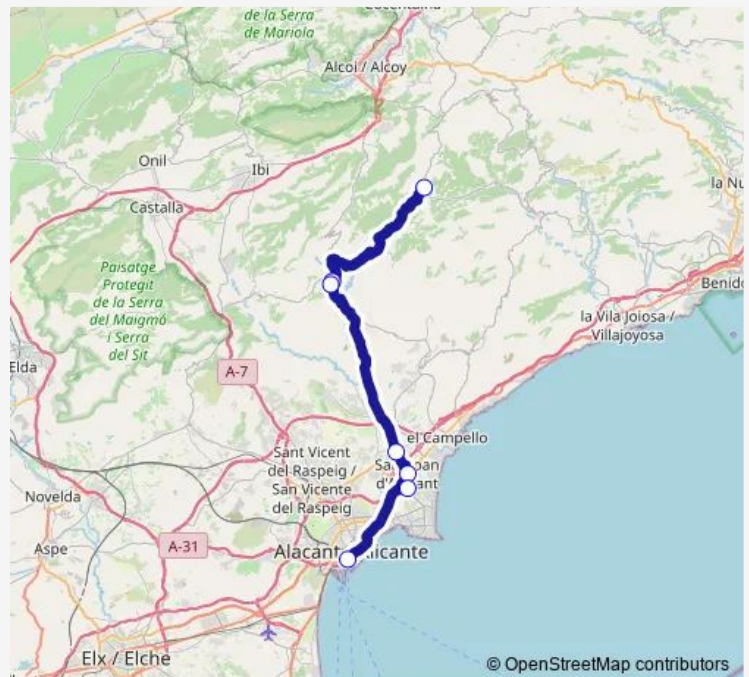 de la Serra
de Mariola
Alcoi / Alcoy
Onil
Ibi
Castalla
la Nu
Paisatge
Protegit
de la Serra
del Maigmó
i Serra
del Sit
Benido
la Vila Joiosa /
Villajoyosa
Elda
A-7
el Campello
Sant Vicent
del Raspeig /
San Vicente
del Raspeig
Novelda
Aspe
A-31
Elx / Elche
© OpenStreetMap contributors